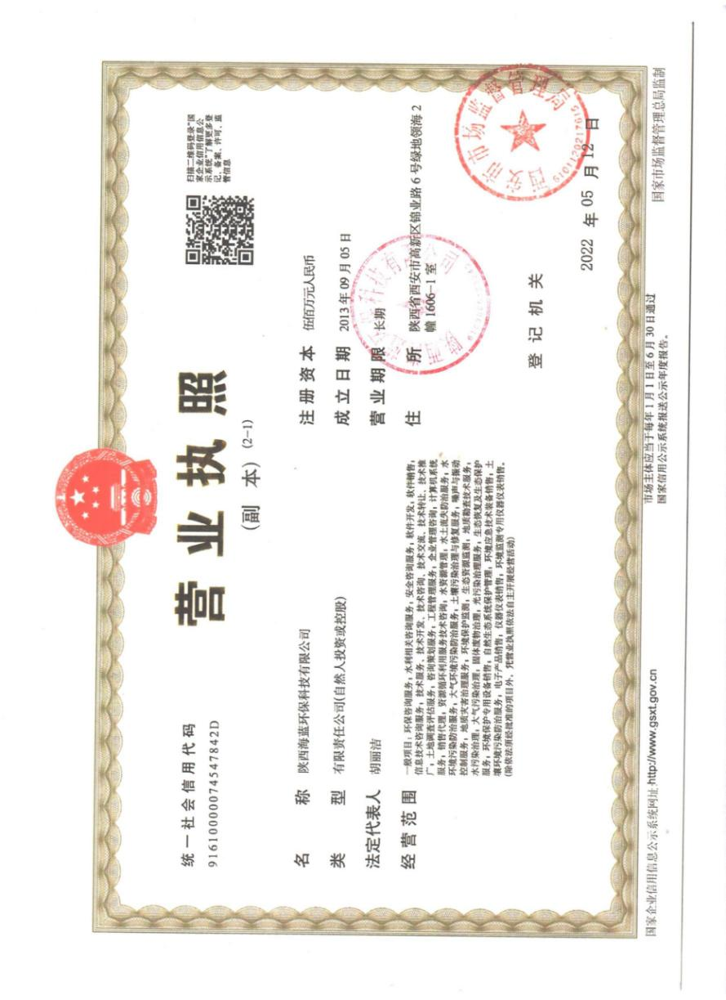 营业执照
(副 本) (2-1)
统一社会信用代码
91610000074547842D
扫描二维码登录“国
家企业信用信息公
示系统”了解更多登
记、备案、许可、监
管信息
名 称 陕西海蓝环保科技有限公司
类 型 有限责任公司(自然人投资或控股)
法定代表人 胡丽洁
经营范围
一般项目：环保咨询服务；水利相关咨询服务；安全咨询服务；软件开发；软件销售；
信息技术咨询服务；技术服务、技术开发、技术咨询、技术交流、技术转让、技术推
广；土地调查评估服务；咨询策划服务；工程管理服务；企业管理咨询；计算机系统
服务；销售代理；资源循环利用服务技术咨询；水资源管理；水土流失防治服务；水
环境污染防治服务；大气环境污染防治服务；土壤污染治理与修复服务；噪声与振动
控制服务；地质灾害治理服务；环境保护监测；生态资源监测；地质勘查技术服务；
水污染治理；大气污染治理；固体废物治理；光污染治理服务；生态恢复及生态保护
服务；环境保护专用设备销售；自然生态系统保护管理；环境应急技术装备销售；土
壤环境污染防治服务；电子产品销售；仪器仪表销售；环境监测专用仪器仪表销售。
(除依法须经批准的项目外，凭营业执照依法自主开展经营活动)
注册资本 伍佰万元人民币
成立日期 2013年09月05日
营业期限 长期
住 所 陕西省西安市高新区锦业路6号绿地领海2
幢1606-1室
登记机关
西安市市场监督管理局
6101120217615
2022 年 05 月 12 日
国家企业信用信息公示系统网址:http://www.gsxt.gov.cn
市场主体应当于每年1月1日至6月30日通过
国家信用公示系统报送公示年度报告。
国家市场监督管理总局监制